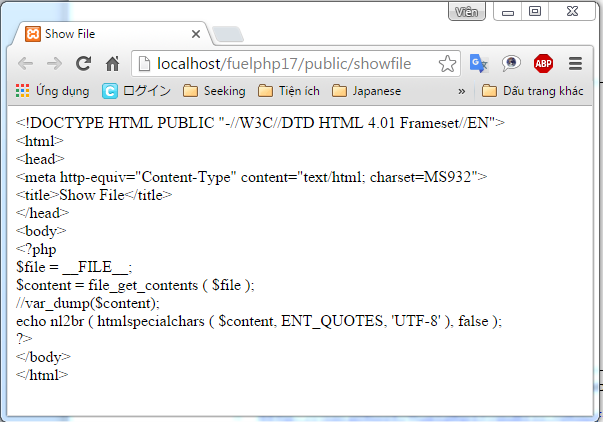 Viên
Show File
localhost/fuelphp17/public/showfile
ABP
Ứng dụng C ログイン Seeking Tiện ích Japanese » Dấu trang khác
<!DOCTYPE HTML PUBLIC "-//W3C//DTD HTML 4.01 Frameset//EN">
<html>
<head>
<meta http-equiv="Content-Type" content="text/html; charset=MS932">
<title>Show File</title>
</head>
<body>
<?php
$file = __FILE__;
$content = file_get_contents ( $file );
//var_dump($content);
echo nl2br ( htmlspecialchars ( $content, ENT_QUOTES, 'UTF-8' ), false );
?>
</body>
</html>